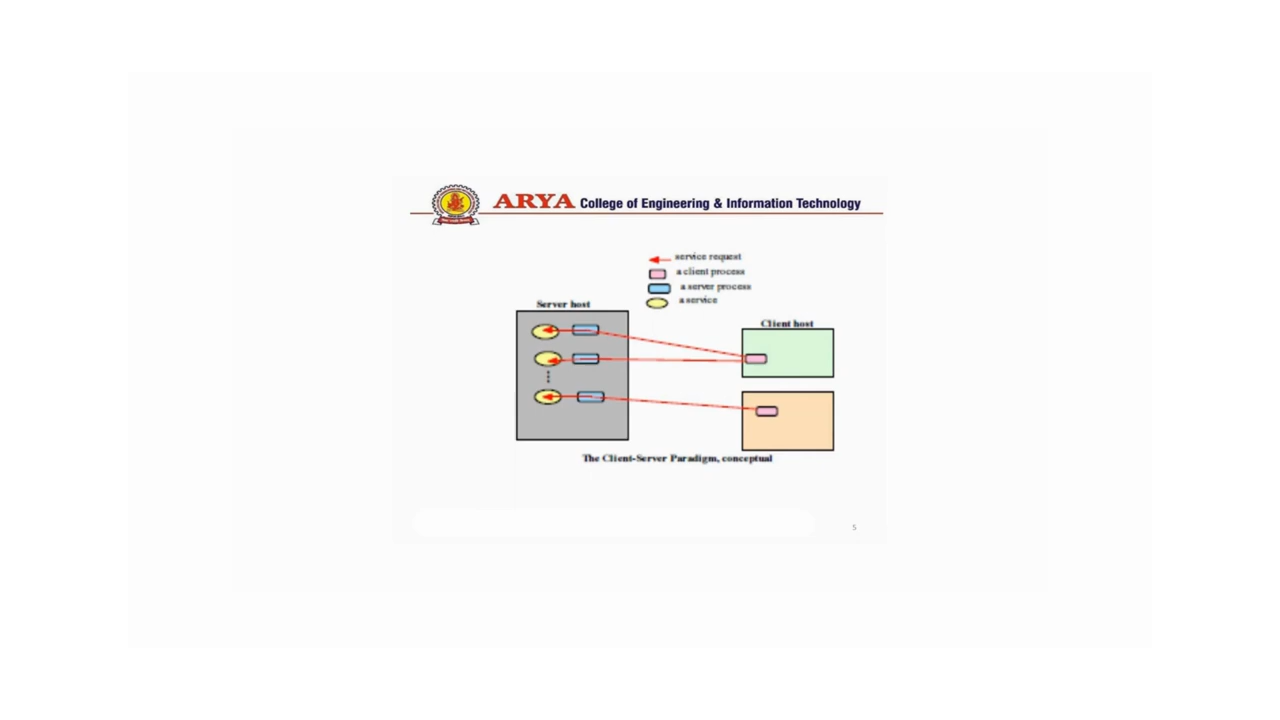 ARYA College of Engineering & Information Technology
service request
a client process
a server process
a service
Server host
Client host
The Client-Server Paradigm, conceptual
5